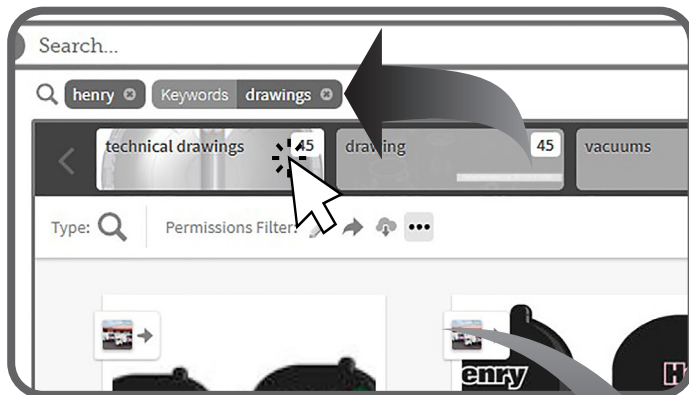 Search...
henry Keywords drawings
technical drawings 45 drawing 45 vacuums
Type: Permissions Filter:
enry
H